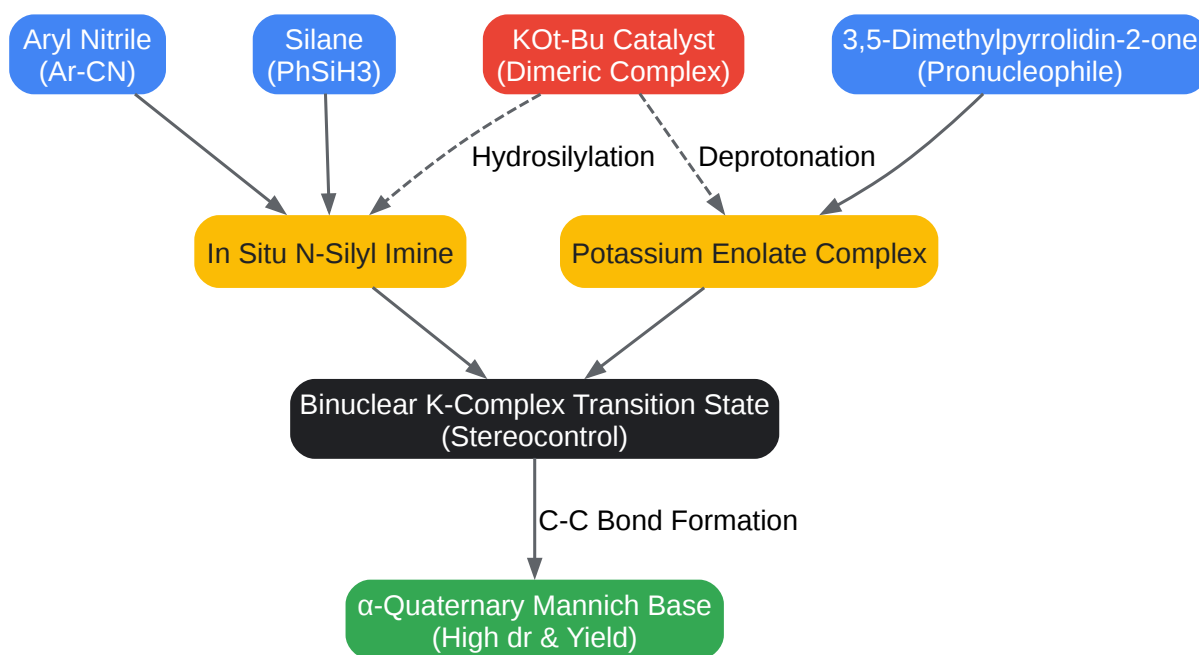 Aryl Nitrile
(Ar-CN)
Silane
(PhSiH3)
KOt-Bu Catalyst
(Dimeric Complex)
3,5-Dimethylpyrrolidin-2-one
(Pronucleophile)
Hydrosilylation
Deprotonation
In Situ N-Silyl Imine
Potassium Enolate Complex
Binuclear K-Complex Transition State
(Stereocontrol)
C-C Bond Formation
α-Quaternary Mannich Base
(High dr & Yield)